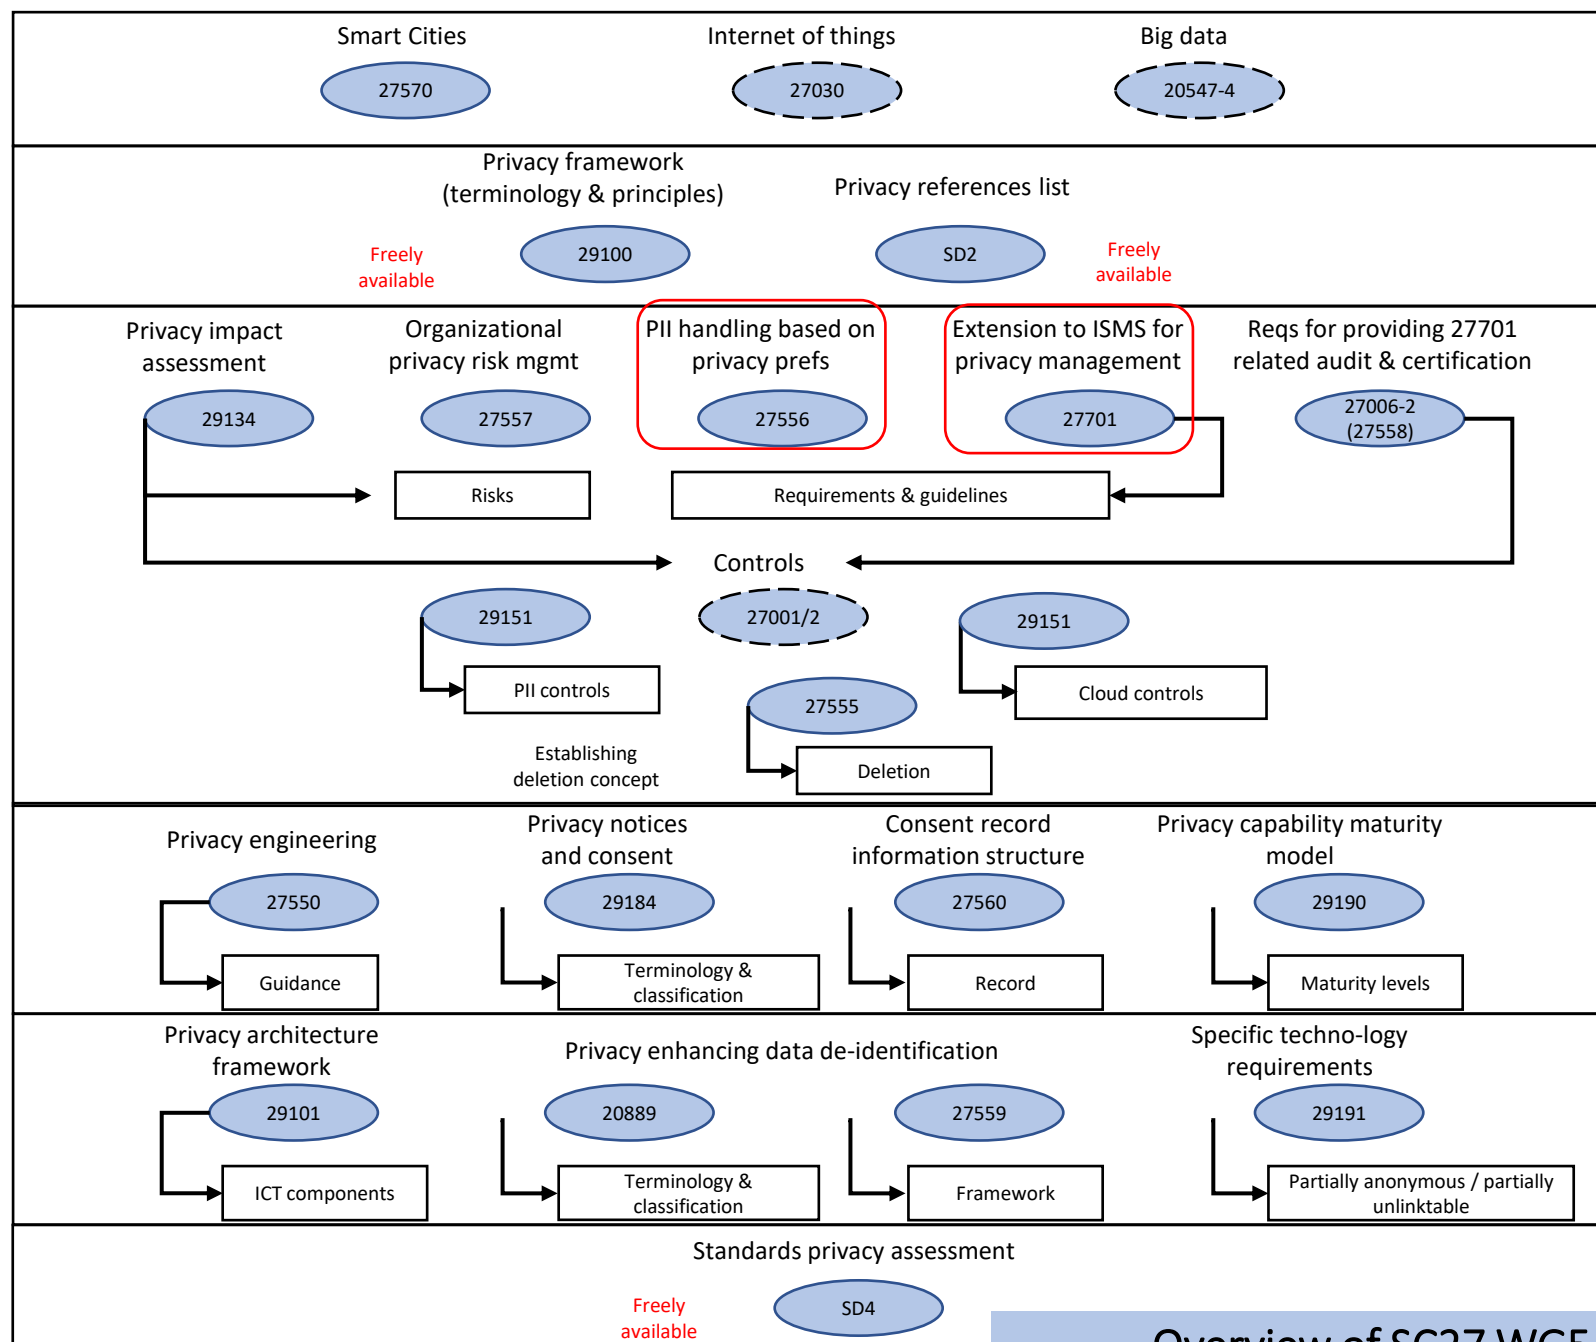 Smart Cities
Internet of things
Big data
27570
27030
20547-4
Privacy framework
(terminology & principles)
Privacy references list
Freely
available
29100
SD2
Freely
available
Privacy impact
assessment
Organizational
privacy risk mgmt
PII handling based on
privacy prefs
Extension to ISMS for
privacy management
Reqs for providing 27701
related audit & certification
29134
27557
27556
27701
27006-2
(27558)
Risks
Requirements & guidelines
Controls
29151
27001/2
29151
PII controls
27555
Cloud controls
Establishing
deletion concept
Deletion
Privacy engineering
Privacy notices
and consent
Consent record
information structure
Privacy capability maturity
model
27550
29184
27560
29190
Guidance
Terminology &
classification
Record
Maturity levels
Privacy architecture
framework
Privacy enhancing data de-identification
Specific techno-logy
requirements
29101
20889
27559
29191
ICT components
Terminology &
classification
Framework
Partially anonymous / partially
unlinktable
Standards privacy assessment
Freely
available
SD4
Overview of SC27 WG5